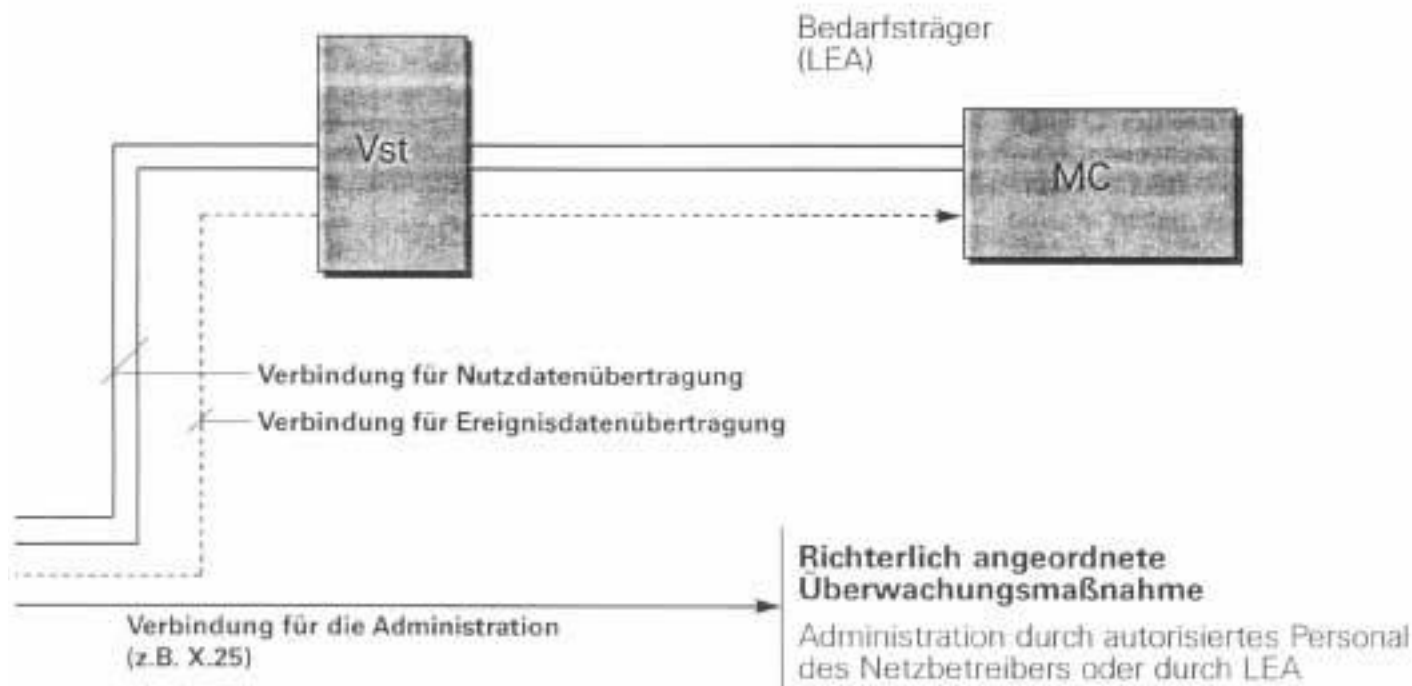 Bedarfsträger
(LEA)
Vst
MC
Verbindung für Nutzdatenübertragung
Verbindung für Ereignisdatenübertragung
Verbindung für die Administration
(z.B. X.25)
Richterlich angeordnete
Überwachungsmaßnahme
Administration durch autorisiertes Personal
des Netzbetreibers oder durch LEA